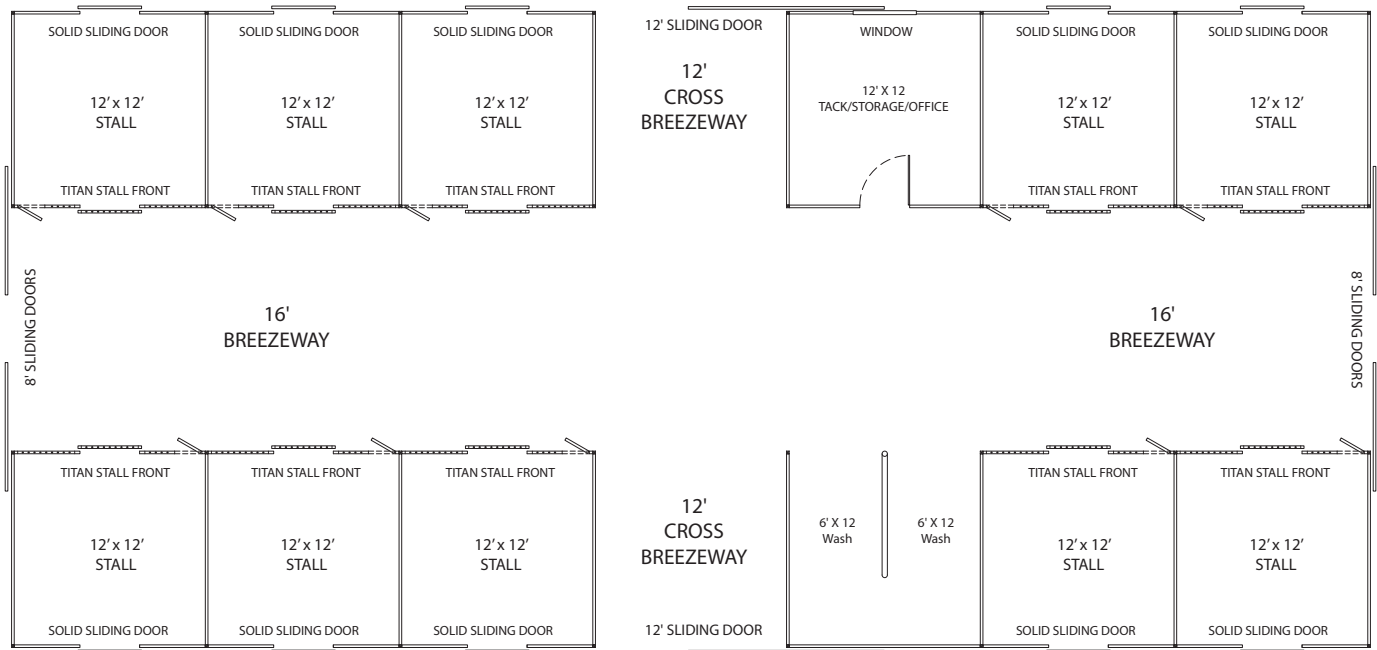 SOLID SLIDING DOOR
SOLID SLIDING DOOR
SOLID SLIDING DOOR
12' SLIDING DOOR
WINDOW
SOLID SLIDING DOOR
SOLID SLIDING DOOR
12’ x 12’
STALL
12’ x 12’
STALL
12’ x 12’
STALL
12'
CROSS
BREEZEWAY
12' X 12
TACK/STORAGE/OFFICE
12’ x 12’
STALL
12’ x 12’
STALL
TITAN STALL FRONT
TITAN STALL FRONT
TITAN STALL FRONT
TITAN STALL FRONT
TITAN STALL FRONT
8' SLIDING DOORS
16'
BREEZEWAY
16'
BREEZEWAY
8' SLIDING DOORS
TITAN STALL FRONT
TITAN STALL FRONT
TITAN STALL FRONT
TITAN STALL FRONT
TITAN STALL FRONT
12’ x 12’
STALL
12’ x 12’
STALL
12’ x 12’
STALL
12'
CROSS
BREEZEWAY
6' X 12
Wash
6' X 12
Wash
12’ x 12’
STALL
12’ x 12’
STALL
SOLID SLIDING DOOR
SOLID SLIDING DOOR
SOLID SLIDING DOOR
12' SLIDING DOOR
SOLID SLIDING DOOR
SOLID SLIDING DOOR